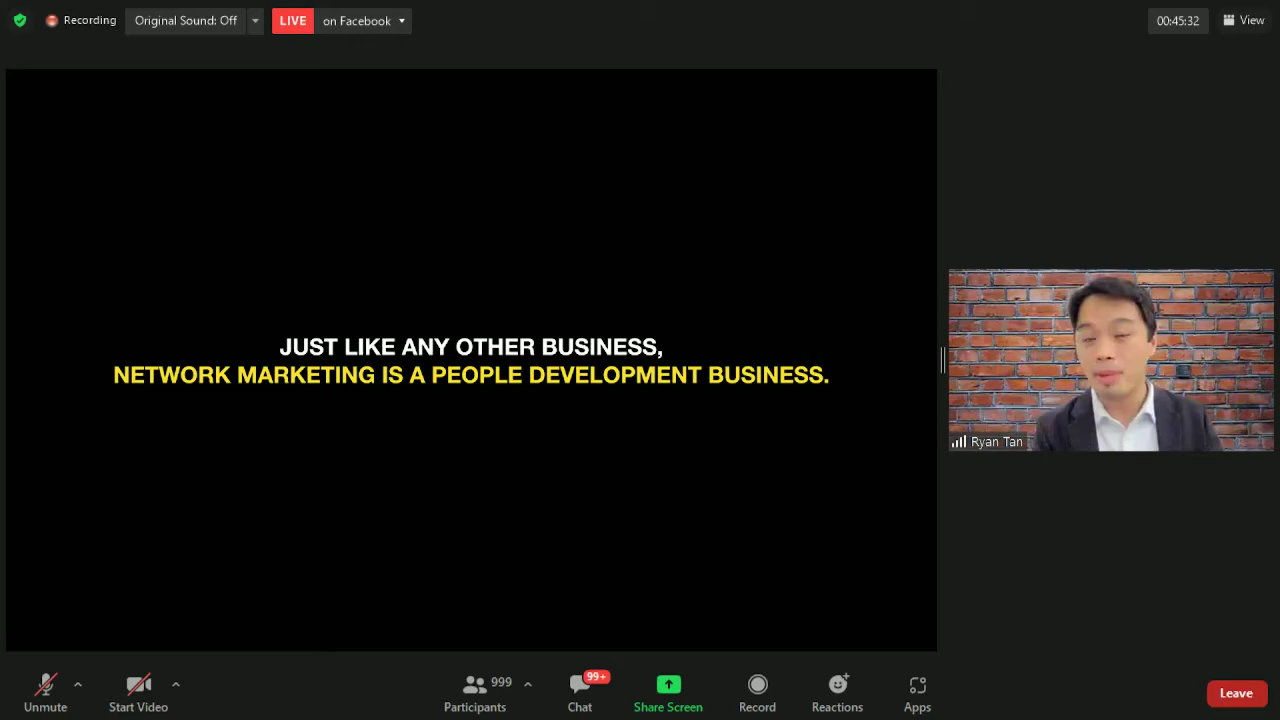 Recording
Original Sound: Off
LIVE
on Facebook
00:45:32
View
JUST LIKE ANY OTHER BUSINESS,
NETWORK MARKETING IS A PEOPLE DEVELOPMENT BUSINESS.
Ryan Tan
Unmute
Start Video
999
Participants
99+
Chat
Share Screen
Record
Reactions
Apps
Leave